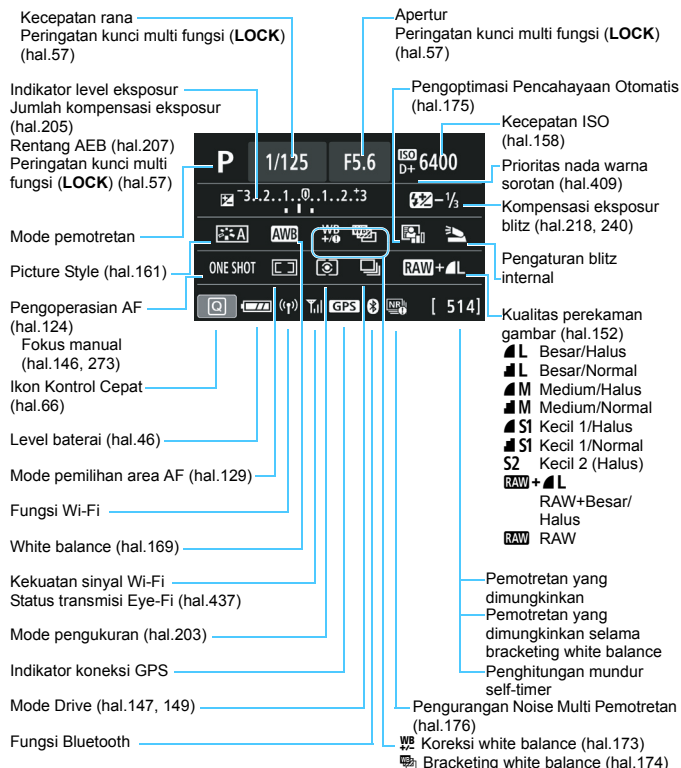 Kecepatan rana
Peringatan kunci multi fungsi (LOCK)
(hal.57)
Apertur
Peringatan kunci multi fungsi (LOCK)
(hal.57)
Indikator level eksposur
Jumlah kompensasi eksposur
(hal.205)
Rentang AEB (hal.207)
Peringatan kunci multi
fungsi (LOCK) (hal.57)
Mode pemotretan
Picture Style (hal.161)
Pengoperasian AF
(hal.124)
Fokus manual
(hal.146, 273)
Ikon Kontrol Cepat
(hal.66)
Level baterai (hal.46)
Mode pemilihan area AF (hal.129)
Fungsi Wi-Fi
White balance (hal.169)
Kekuatan sinyal Wi-Fi
Status transmisi Eye-Fi (hal.437)
Mode pengukuran (hal.203)
Indikator koneksi GPS
Mode Drive (hal.147, 149)
Fungsi Bluetooth
P 1/125 F5.6 ISO D+ 6400
-3..2..1..0..1..2..+3 -1/3
A AWB WB +/-
ONE SHOT RAW+L
Q GPS NR [ 514]
Pengoptimasi Pencahayaan Otomatis
(hal.175)
Kecepatan ISO
(hal.158)
Prioritas nada warna
sorotan (hal.409)
Kompensasi eksposur
blitz (hal.218, 240)
Pengaturan blitz
internal
Kualitas perekaman
gambar (hal.152)
L Besar/Halus
L Besar/Normal
M Medium/Halus
M Medium/Normal
S1 Kecil 1/Halus
S1 Kecil 1/Normal
S2 Kecil 2 (Halus)
RAW+L
RAW+Besar/
Halus
RAW RAW
Pemotretan yang
dimungkinkan
Pemotretan yang
dimungkinkan selama
bracketing white balance
Penghitungan mundur
self-timer
Pengurangan Noise Multi Pemotretan
(hal.176)
WB +/- Koreksi white balance (hal.173)
WB Bracketing white balance (hal.174)